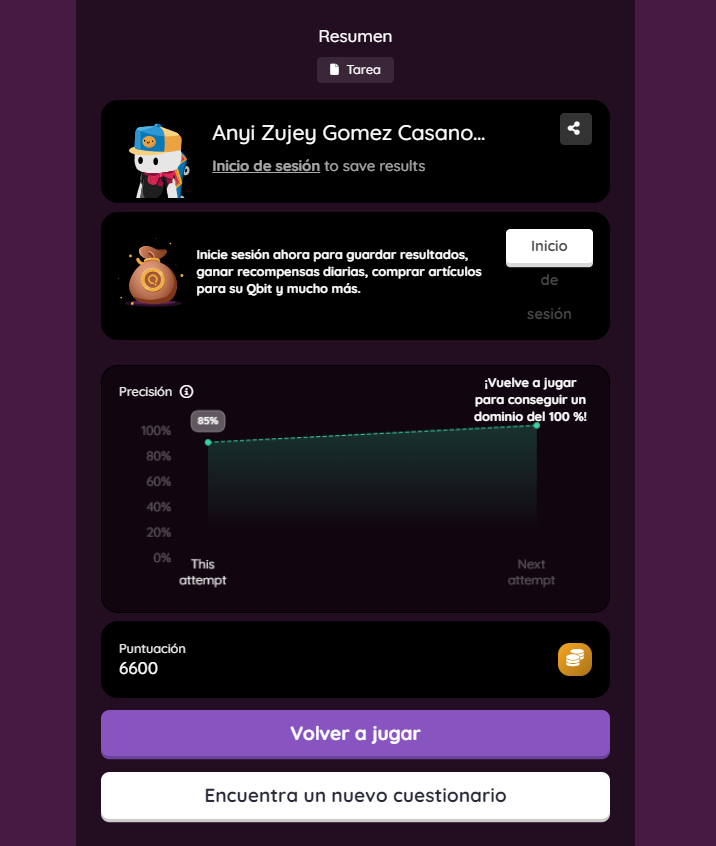 Resumen
Tarea
Anyi Zujey Gomez Casano...
Inicio de sesión to save results
Inicie sesión ahora para guardar resultados,
ganar recompensas diarias, comprar artículos
para su Qbit y mucho más.
Inicio
de
sesión
Precisión
¡Vuelve a jugar
para conseguir un
dominio del 100 %!
85%
100%
80%
60%
40%
20%
0%
This
attempt
Next
attempt
Puntuación
6600
Volver a jugar
Encuentra un nuevo cuestionario